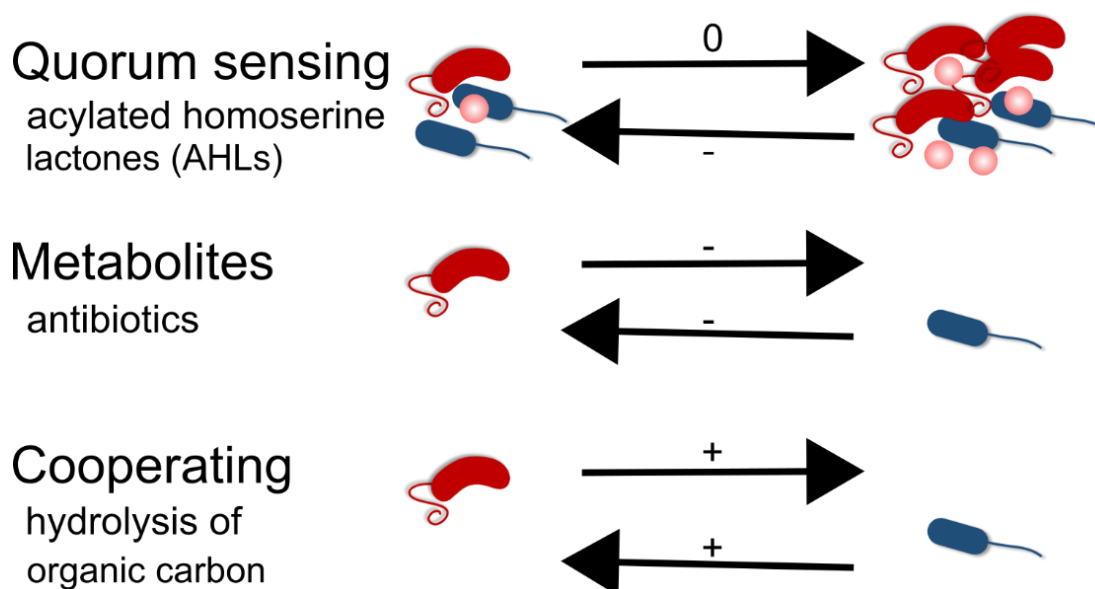 Quorum sensing
acylated homoserine
lactones (AHLs)
0
-
Metabolites
antibiotics
-
-
Cooperating
hydrolysis of
organic carbon
+
+